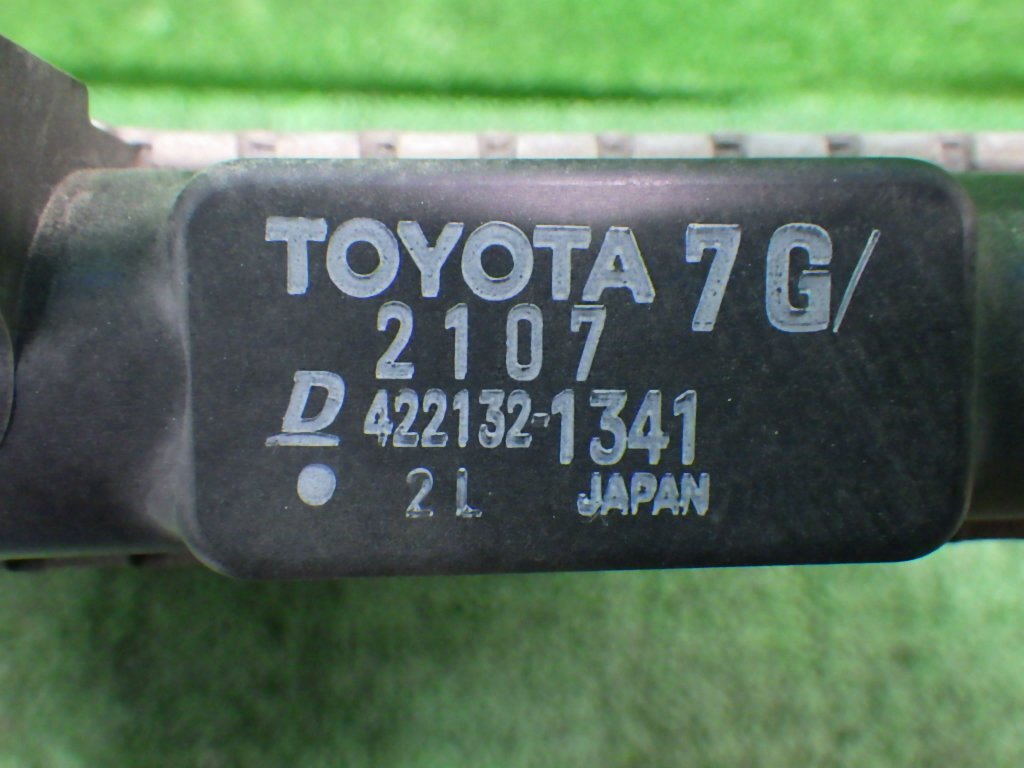 TOYOTA 7G/
2107
D 422132-1341
2L JAPAN